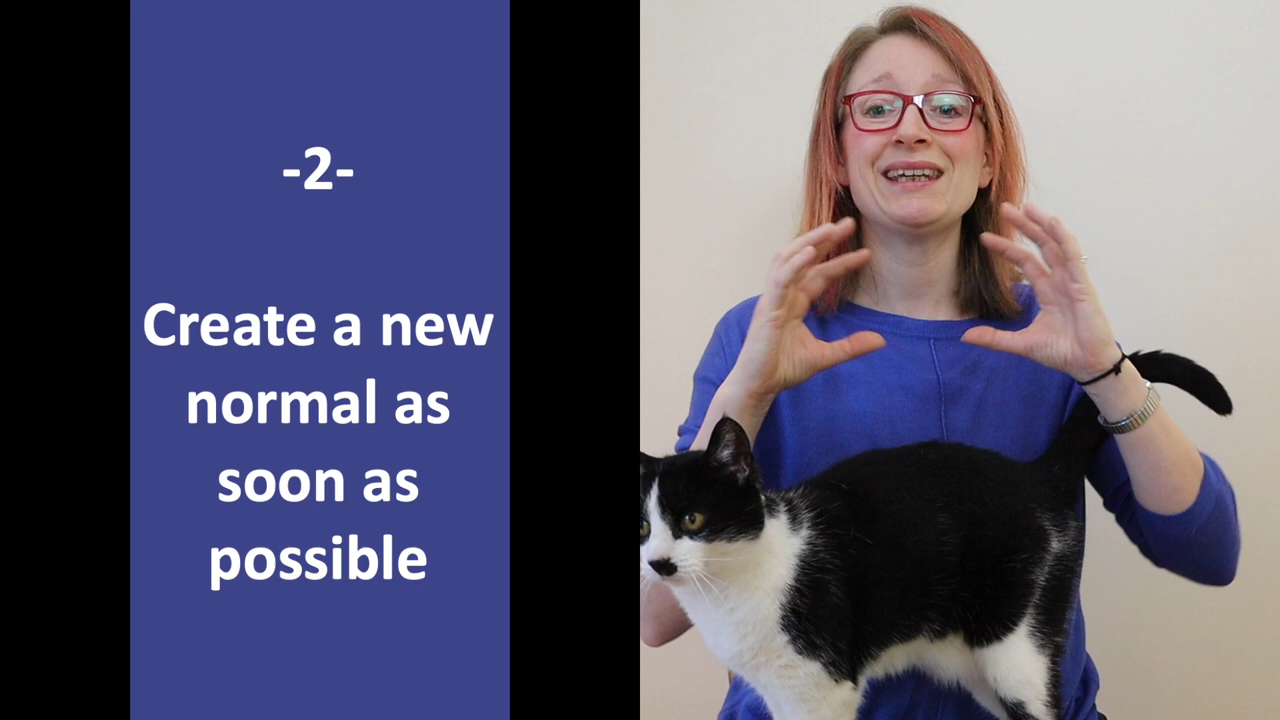 -2-
Create a new
normal as
soon as
possible